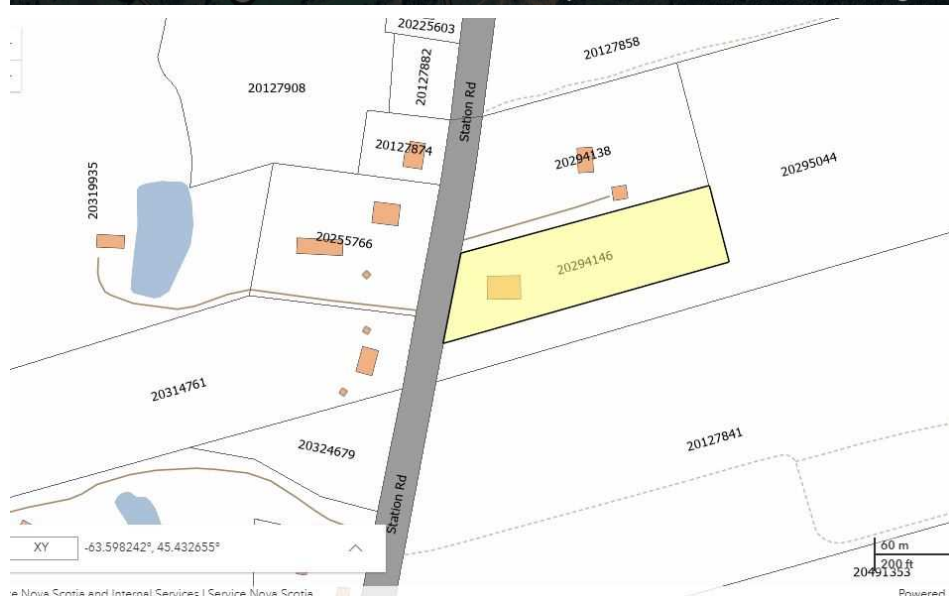 20225603
20127858
20127882
20127908
Station Rd
20127874
20294138
20295044
20319935
20255766
20294146
20314761
20127841
20324679
Station Rd
XY
-63.598242°, 45.432655°
60 m
200 ft
20491353
e Nova Scotia and Internal Services | Service Nova Scotia
Powered